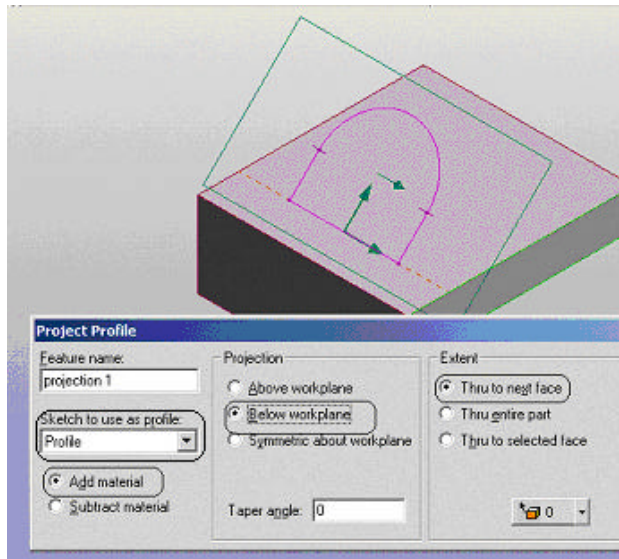 Project Profile
Feature name:
projection 1
Sketch to use as profile:
Profile
Add material
Subtract material
Projection
Above workplane
Below workplane
Symmetric about workplane
Taper angle: 0
Extent
Thru to next face
Thru entire part
Thru to selected face
0